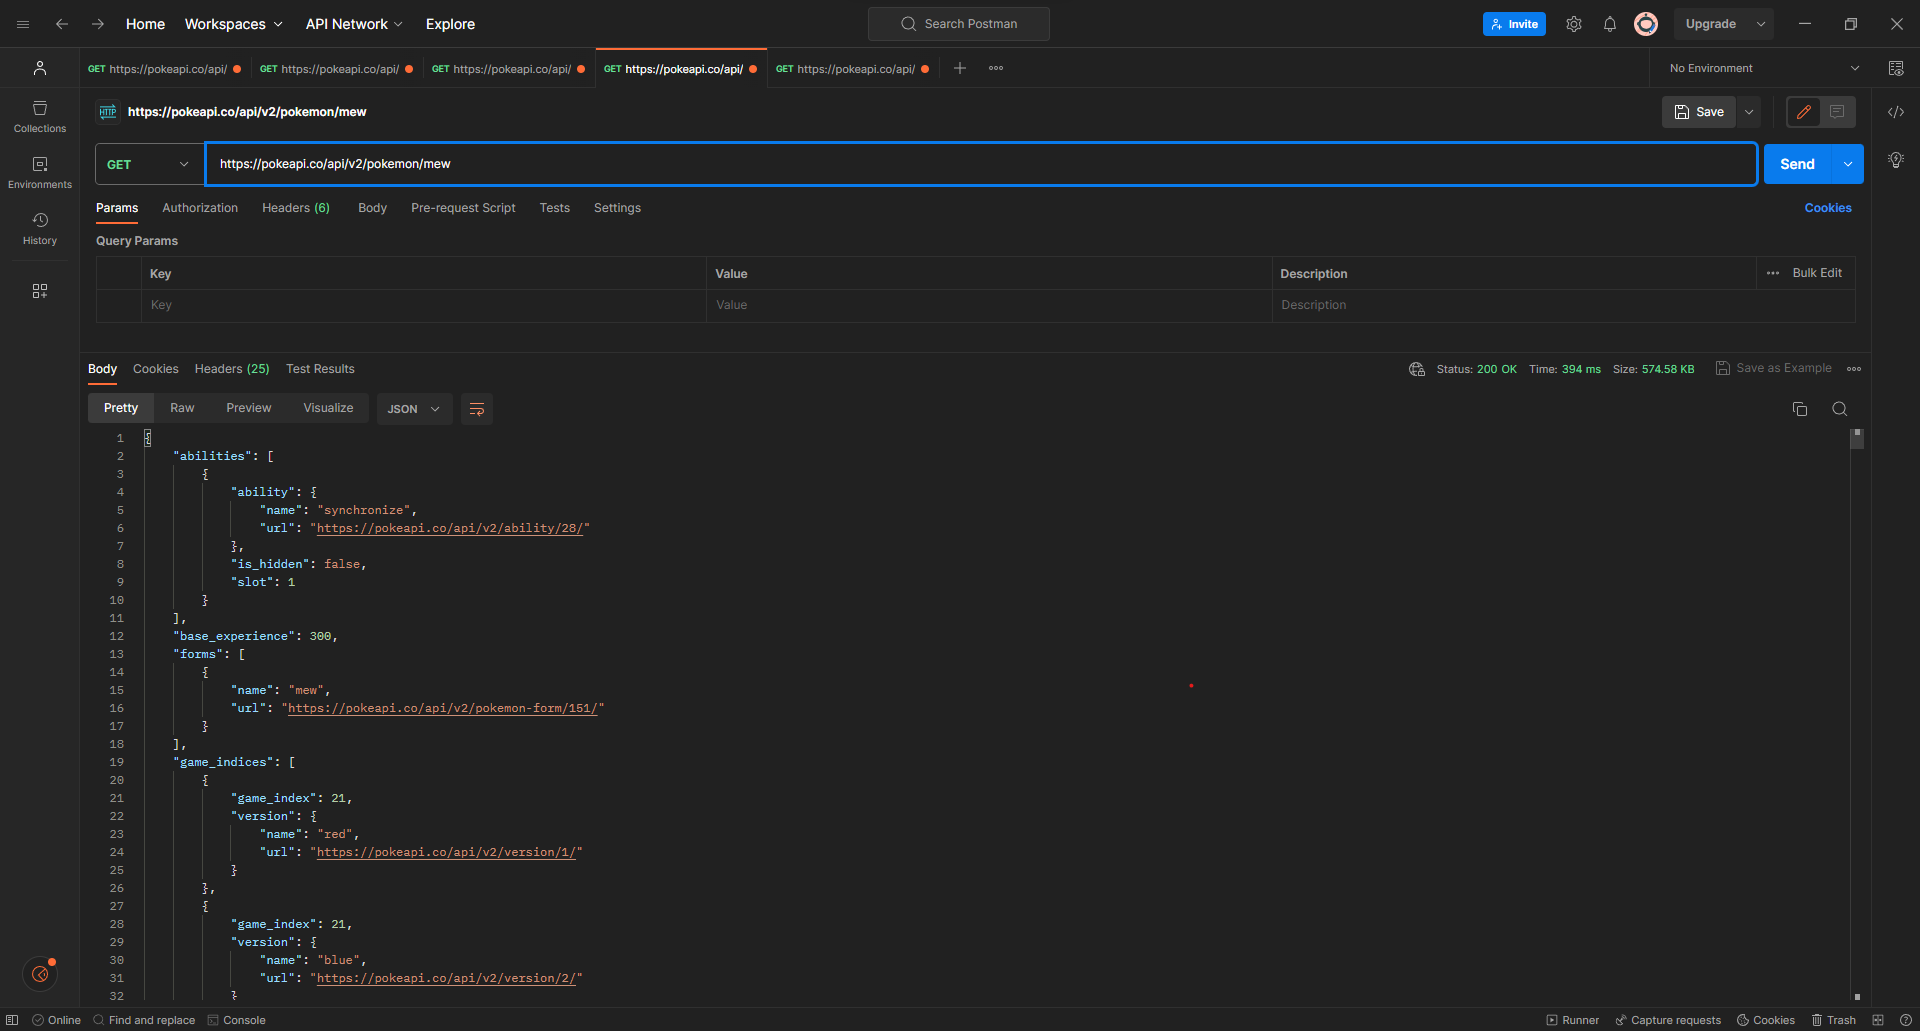 Home Workspaces API Network Explore Search Postman Invite Upgrade
GET https://pokeapi.co/api/ GET https://pokeapi.co/api/ GET https://pokeapi.co/api/ GET https://pokeapi.co/api/ GET https://pokeapi.co/api/ No Environment
HTTP https://pokeapi.co/api/v2/pokemon/mew Save
GET https://pokeapi.co/api/v2/pokemon/mew Send
Params Authorization Headers (6) Body Pre-request Script Tests Settings Cookies
Query Params
Key Value Description Bulk Edit
Key Value Description
Collections
Environments
History
Body Cookies Headers (25) Test Results Status: 200 OK Time: 394 ms Size: 574.58 KB Save as Example
Pretty Raw Preview Visualize JSON
1 {
2 "abilities": [
3 {
4 "ability": {
5 "name": "synchronize",
6 "url": "https://pokeapi.co/api/v2/ability/28/"
7 },
8 "is_hidden": false,
9 "slot": 1
10 }
11 ],
12 "base_experience": 300,
13 "forms": [
14 {
15 "name": "mew",
16 "url": "https://pokeapi.co/api/v2/pokemon-form/151/"
17 }
18 ],
19 "game_indices": [
20 {
21 "game_index": 21,
22 "version": {
23 "name": "red",
24 "url": "https://pokeapi.co/api/v2/version/1/"
25 }
26 },
27 {
28 "game_index": 21,
29 "version": {
30 "name": "blue",
31 "url": "https://pokeapi.co/api/v2/version/2/"
32 }
Online Find and replace Console Runner Capture requests Cookies Trash